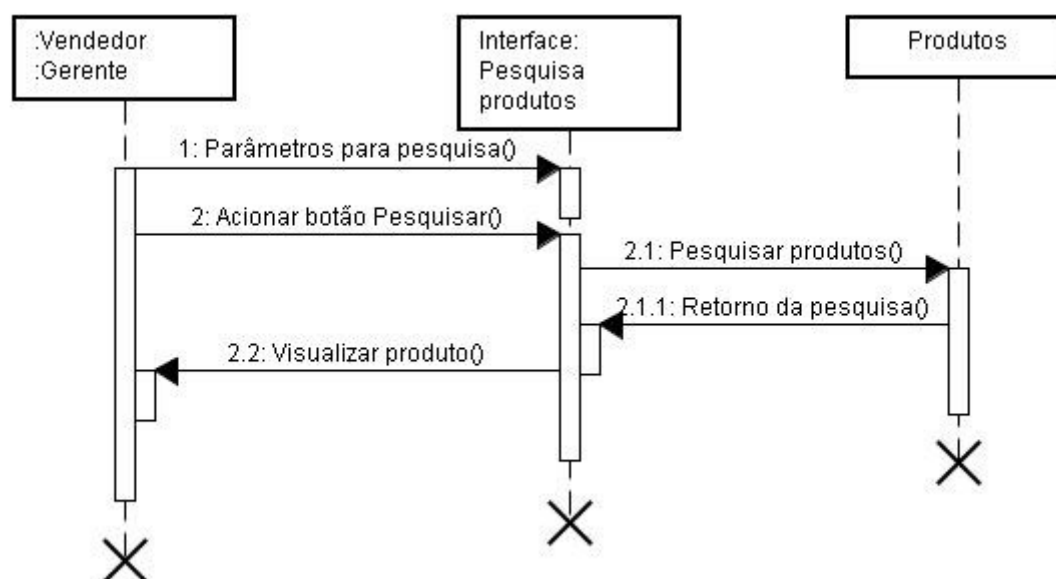 :Vendedor
:Gerente
Interface:
Pesquisa
produtos
Produtos
1: Parâmetros para pesquisa()
2: Acionar botão Pesquisar()
2.1: Pesquisar produtos()
2.1.1: Retorno da pesquisa()
2.2: Visualizar produto()